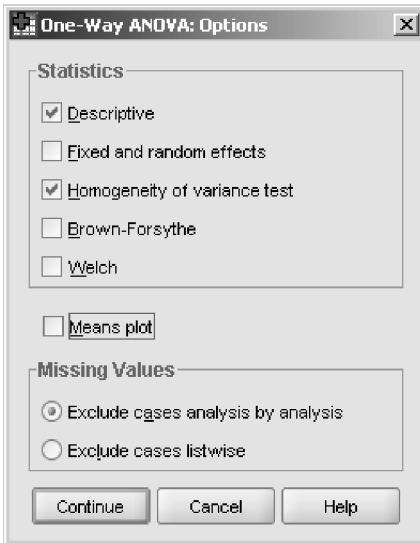 One-Way ANOVA: Options
Statistics
Descriptive
Fixed and random effects
Homogeneity of variance test
Brown-Forsythe
Welch
Means plot
Missing Values
Exclude cases analysis by analysis
Exclude cases listwise
Continue Cancel Help